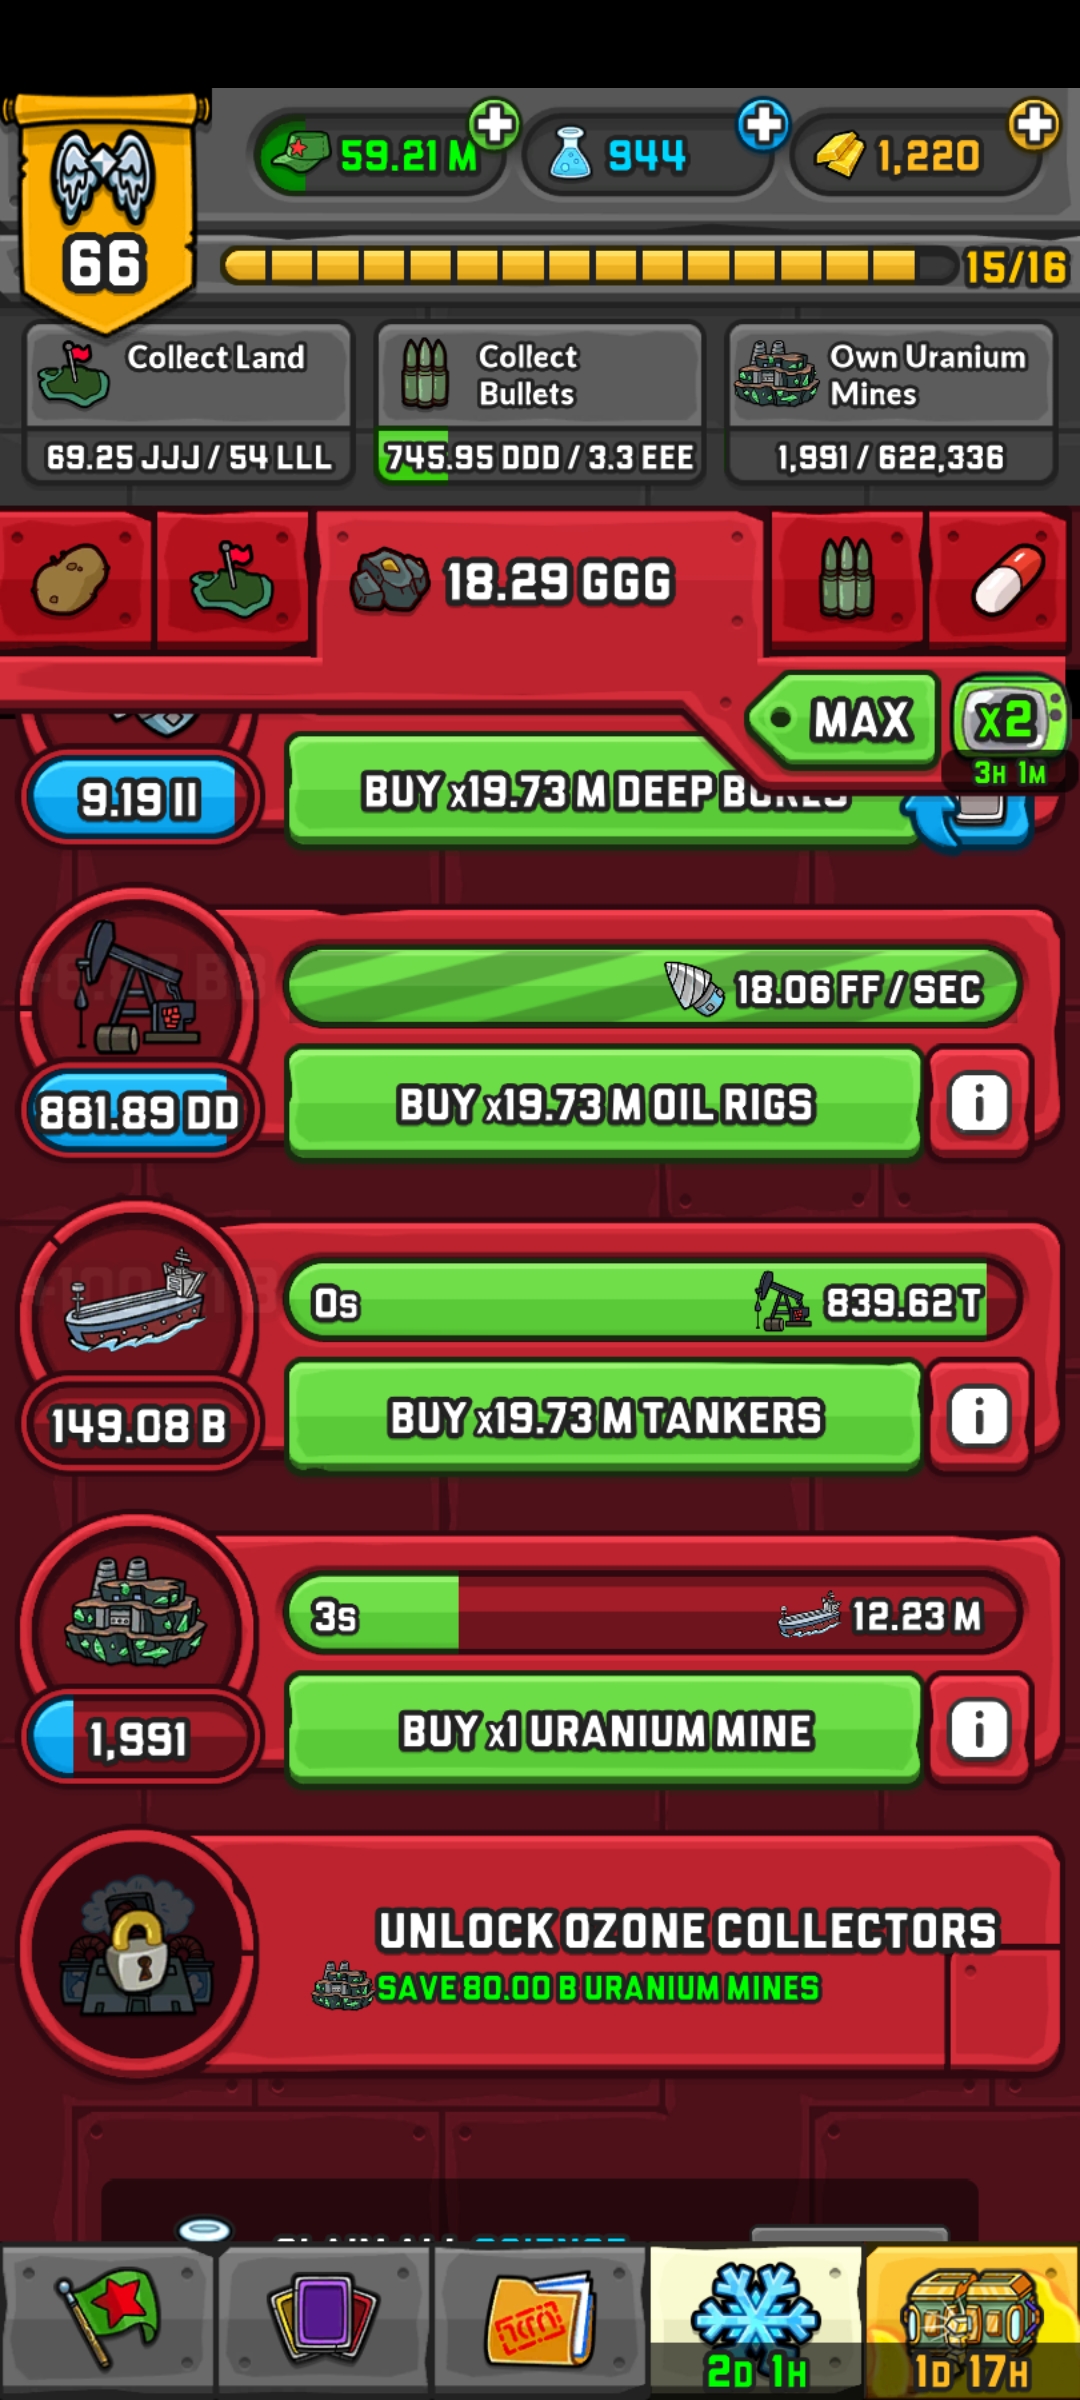 59.21 M
944
1,220
66
15/16
Collect Land
69.25 JJJ / 54 LLL
Collect
Bullets
745.95 DDD / 3.3 EEE
Own Uranium
Mines
1,991 / 622,336
18.29 GGG
MAX
x2
3H 1M
9.19 II
BUY x19.73 M DEEP BORES
18.06 FF / SEC
881.89 DD
BUY x19.73 M OIL RIGS
0s
839.62 T
149.08 B
BUY x19.73 M TANKERS
3s
12.23 M
1,991
BUY x1 URANIUM MINE
UNLOCK OZONE COLLECTORS
SAVE 80.00 B URANIUM MINES
2D 1H
1D 17H